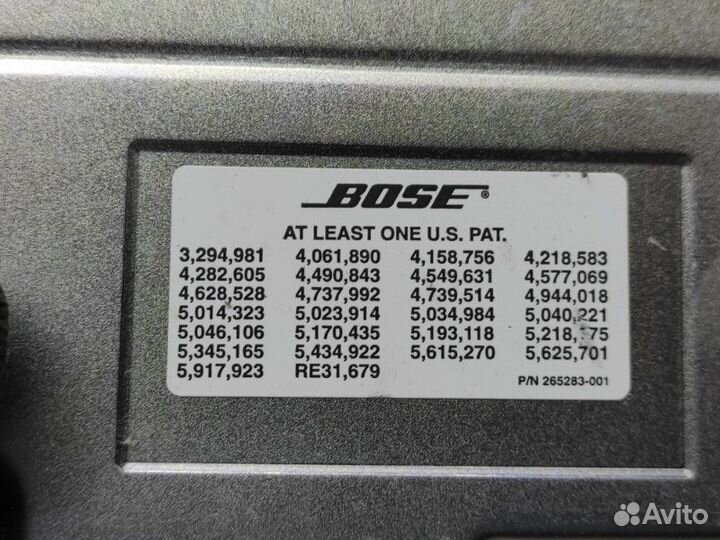 BOSE®
AT LEAST ONE U.S. PAT.
3,294,981 4,061,890 4,158,756 4,218,583
4,282,605 4,490,843 4,549,631 4,577,069
4,628,528 4,737,992 4,739,514 4,944,018
5,014,323 5,023,914 5,034,984 5,040,221
5,046,106 5,170,435 5,193,118
5,345,165 5,434,922 5,615,270 5,625,701
5,917,923 RE31,679
P/N 265283-001
Avito